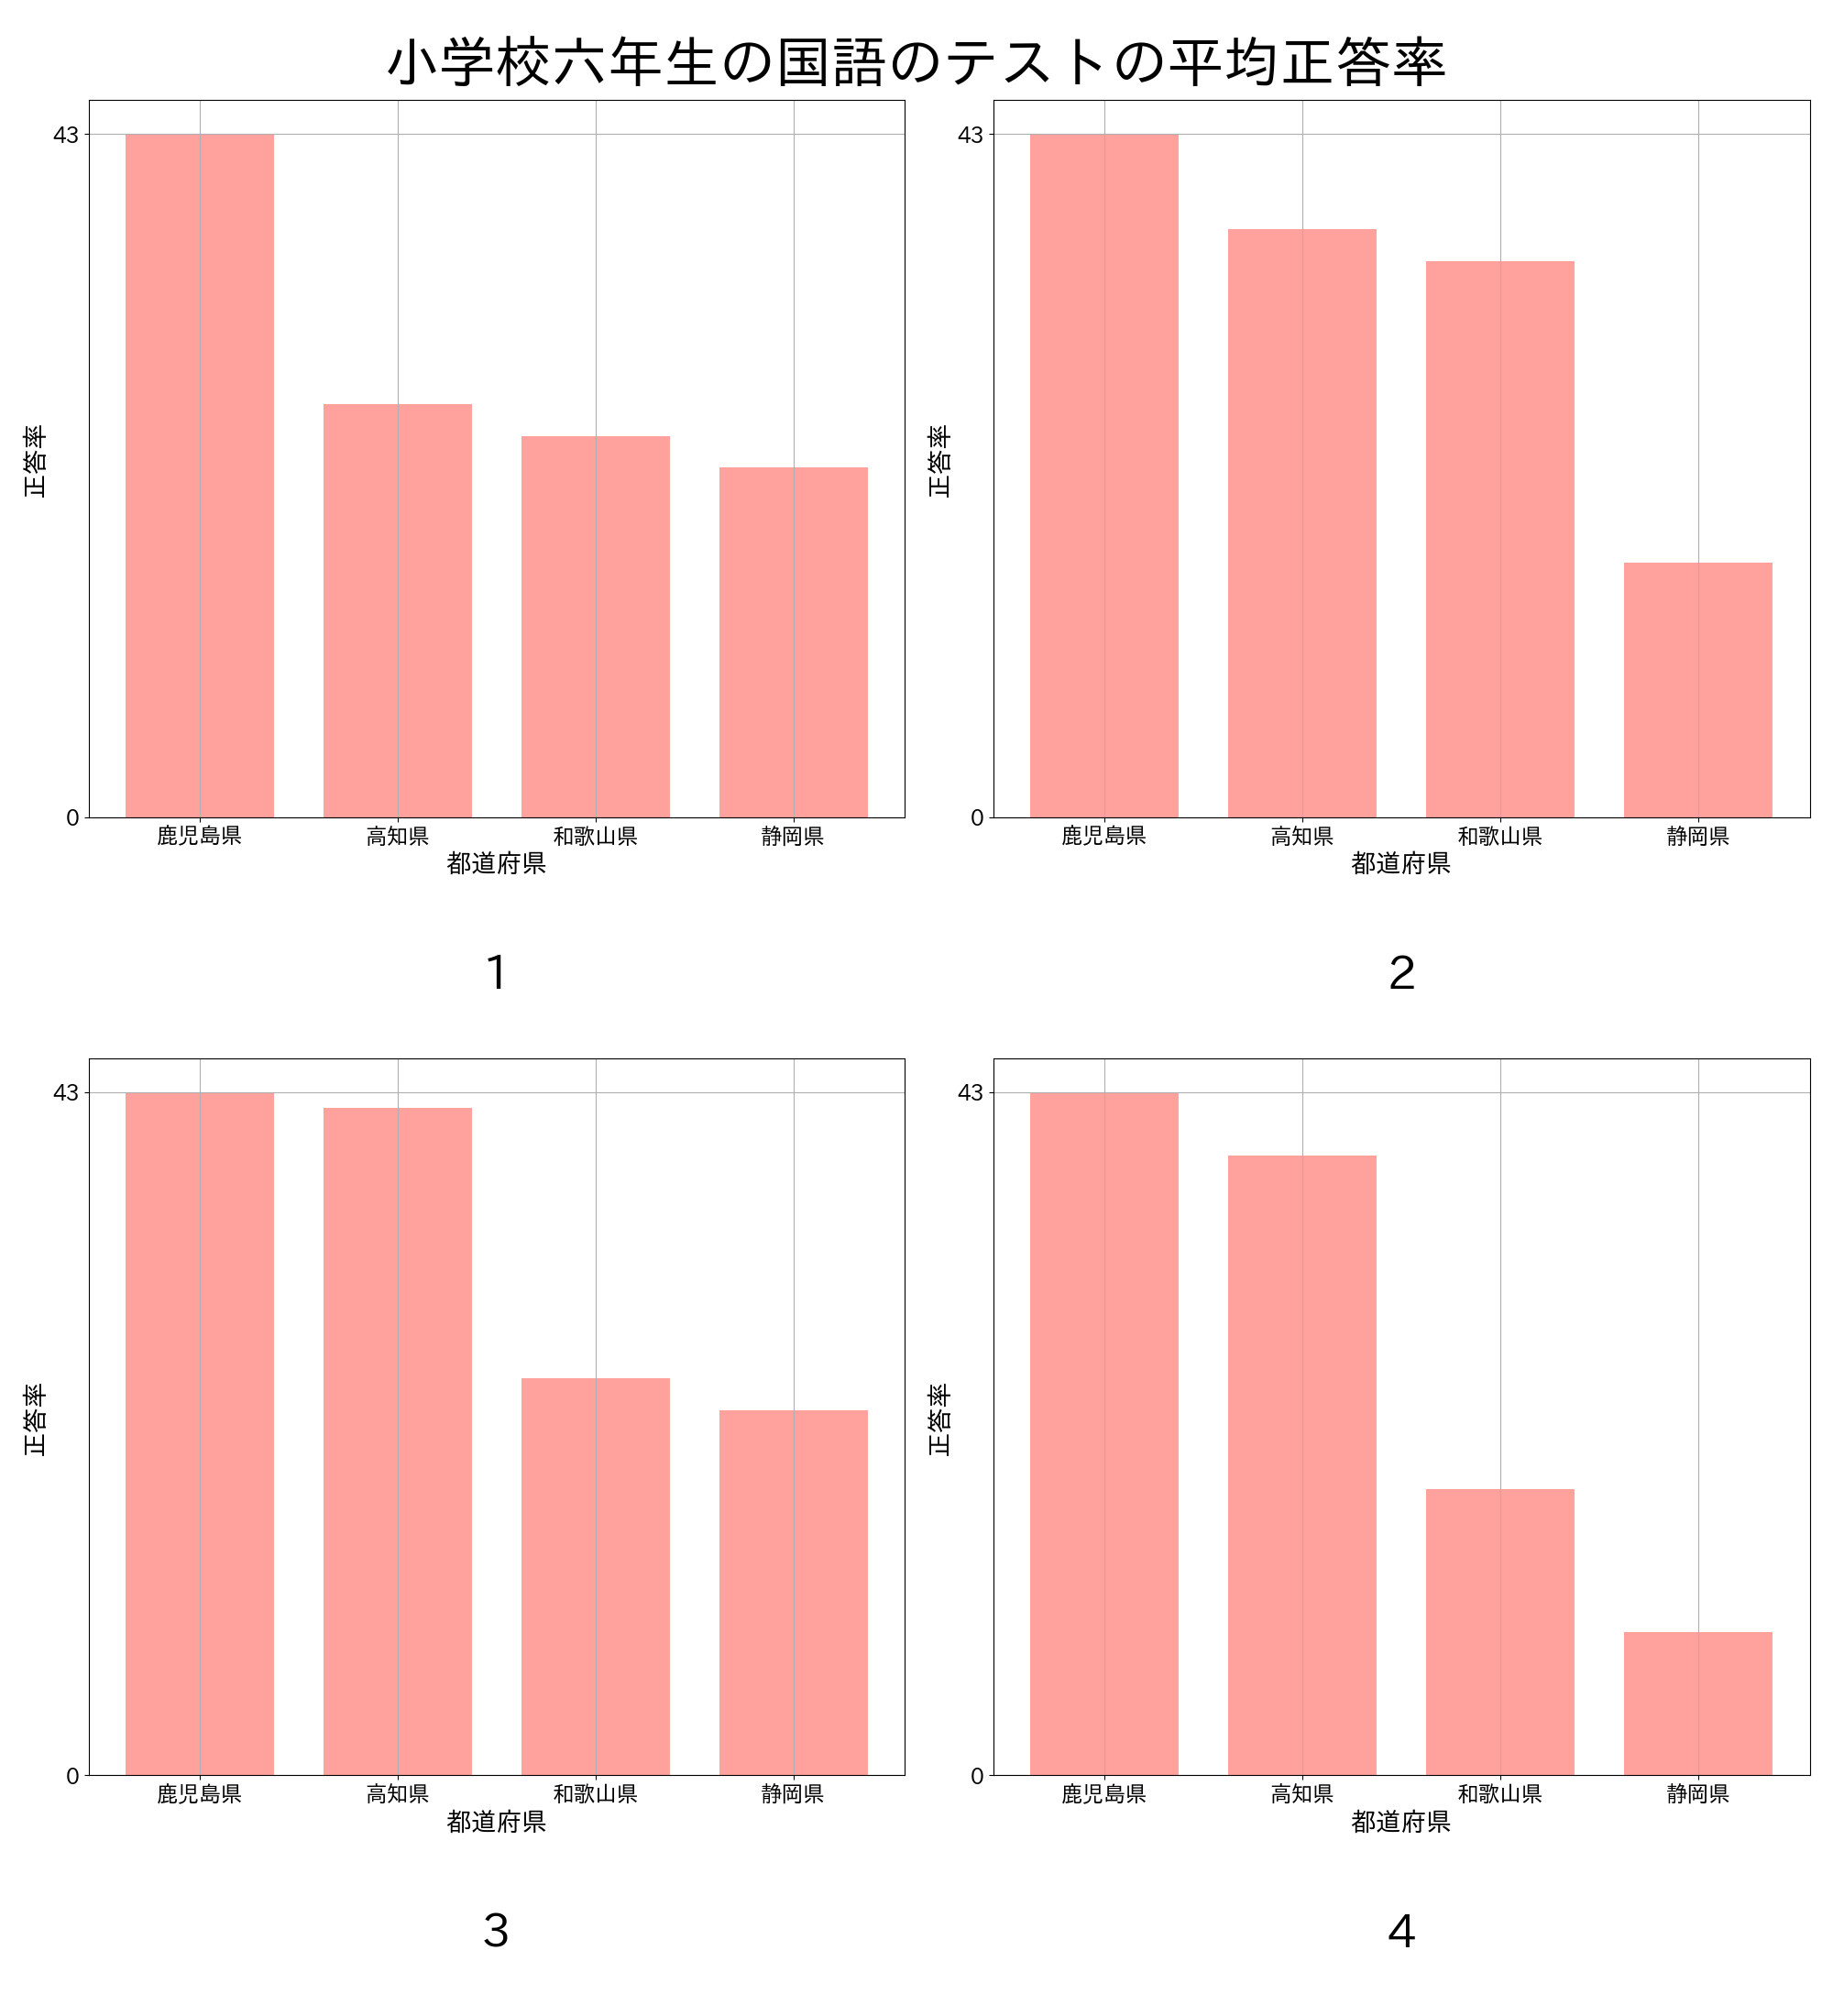 小学校六年生の国語のテストの平均正答率
43
0
正答率
鹿児島県 高知県 和歌山県 静岡県
都道府県
1
43
0
正答率
鹿児島県 高知県 和歌山県 静岡県
都道府県
2
43
0
正答率
鹿児島県 高知県 和歌山県 静岡県
都道府県
3
43
0
正答率
鹿児島県 高知県 和歌山県 静岡県
都道府県
4